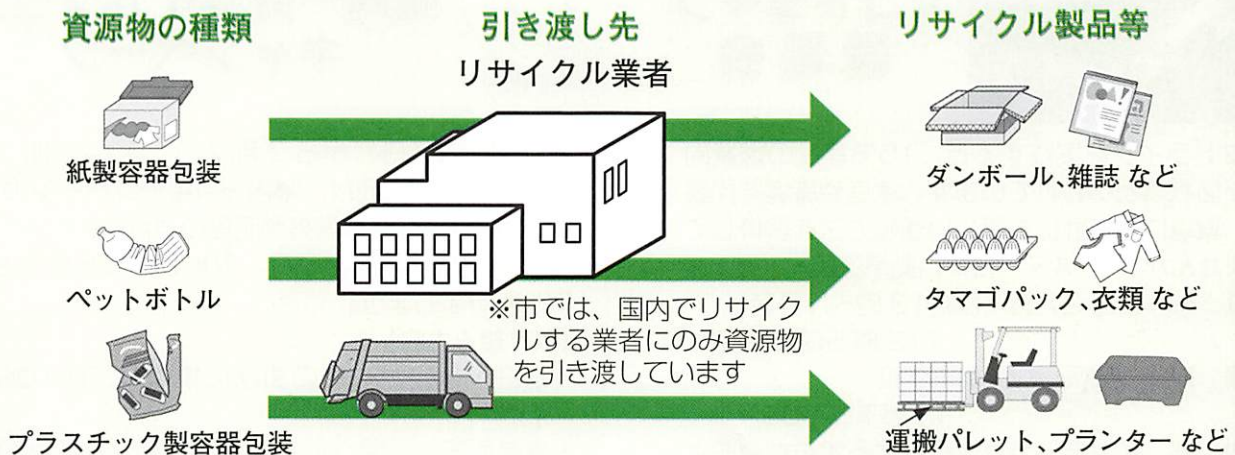 資源物の種類
引き渡し先
リサイクル製品等
リサイクル業者
紙製容器包装
ダンボール、雑誌 など
ペットボトル
タマゴパック、衣類 など
※市では、国内でリサイク
ルする業者にのみ資源物
を引き渡しています
プラスチック製容器包装
運搬パレット、プランター など